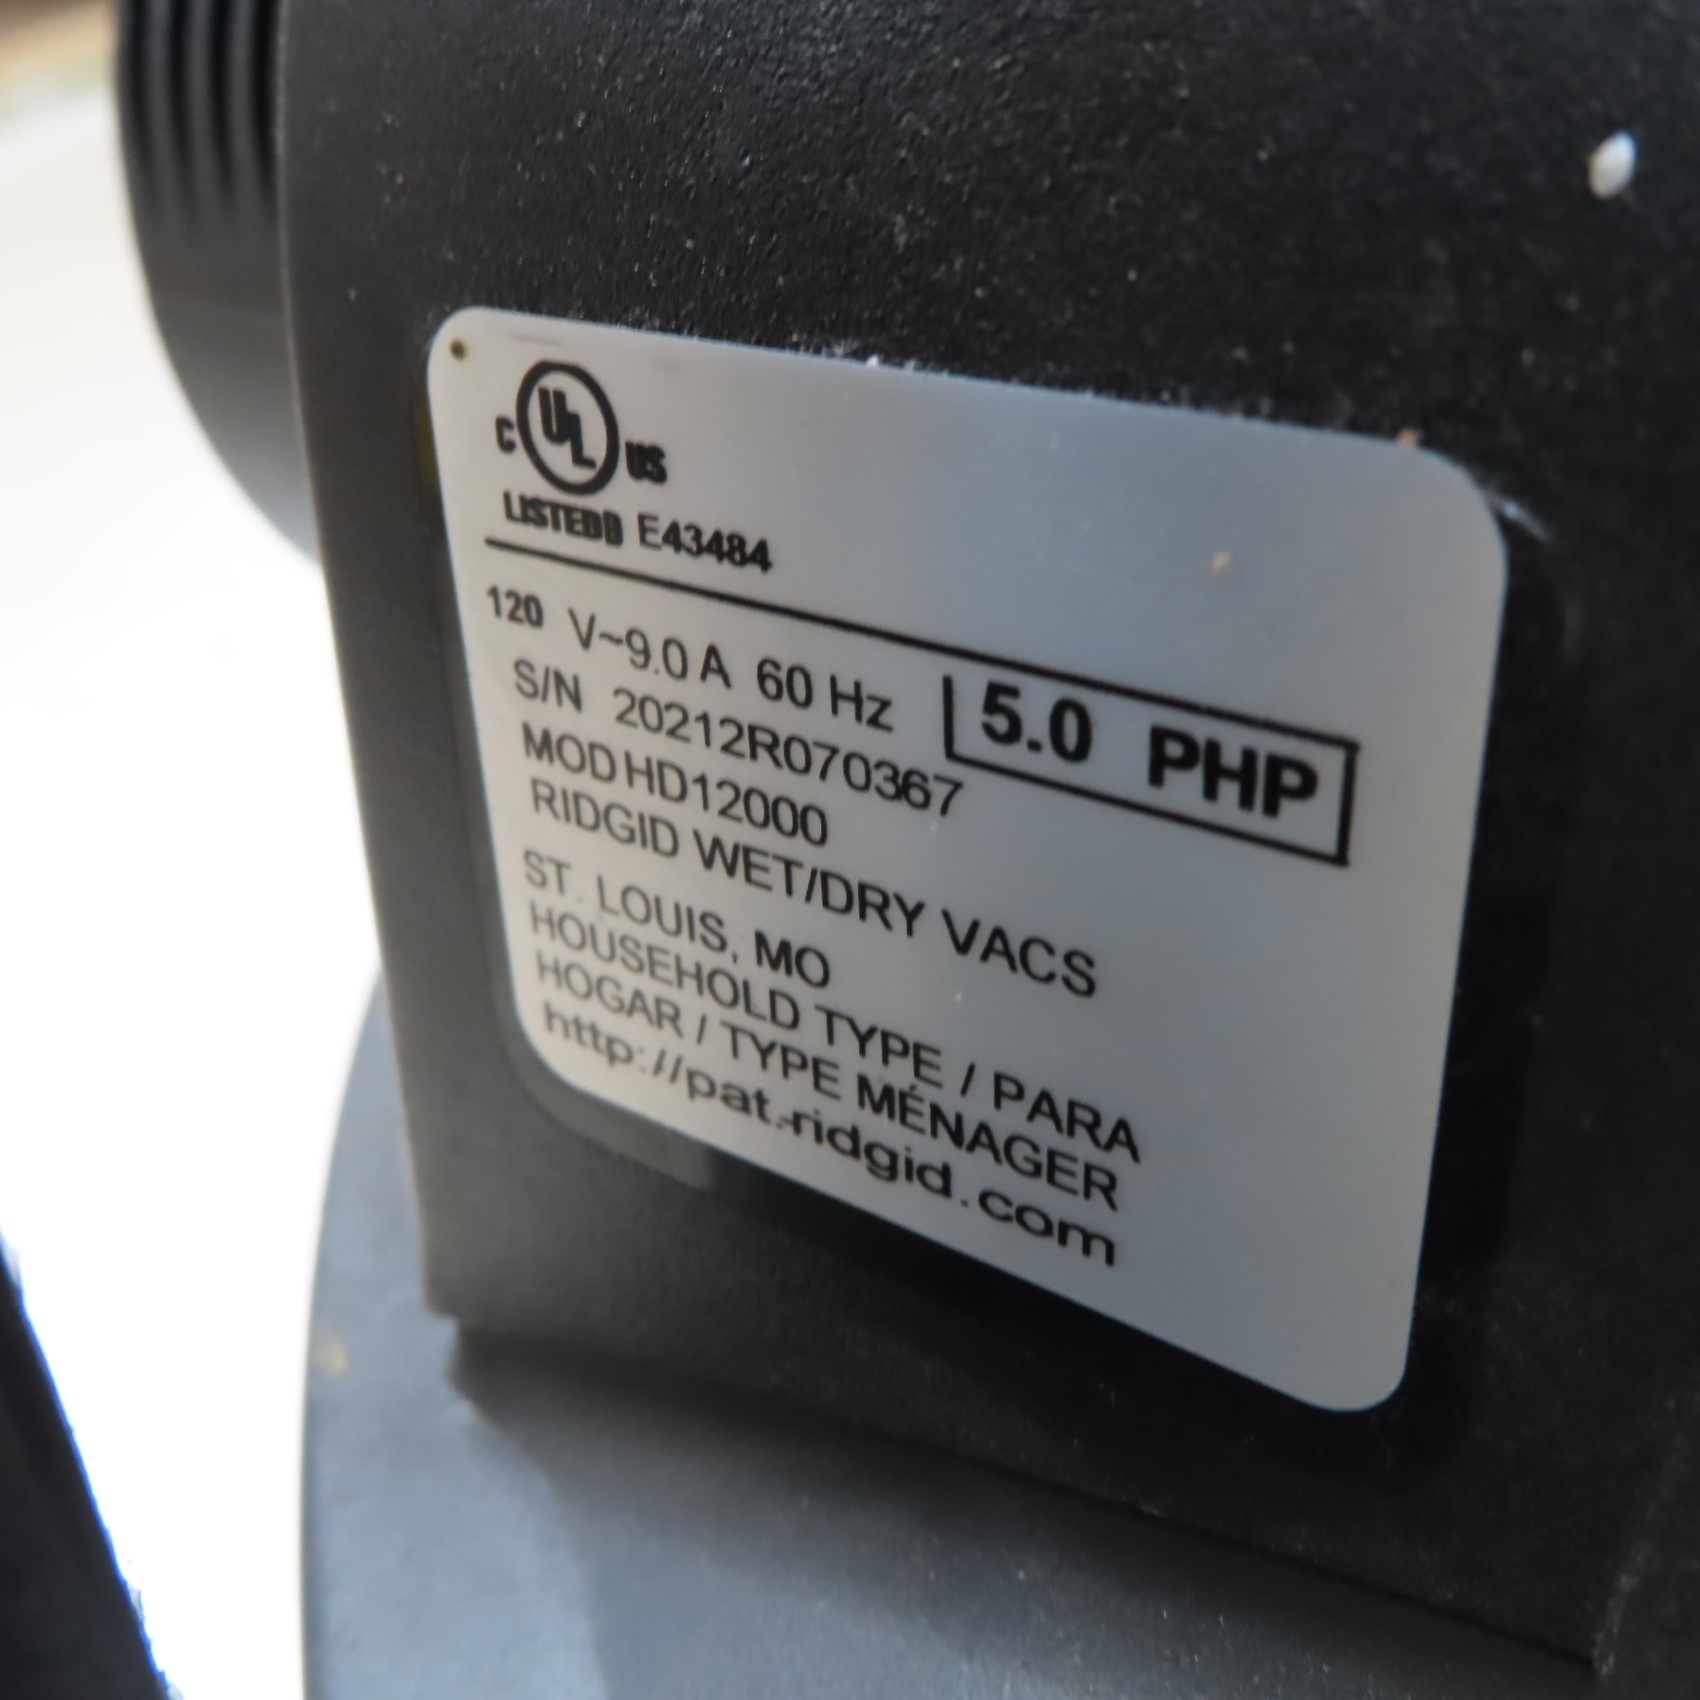 C UL US
LISTEDD E43484
120 V~9.0 A 60 Hz 5.0 PHP
S/N 20212R070367
MOD HD12000
RIDGID WET/DRY VACS
ST. LOUIS, MO
HOUSEHOLD TYPE / PARA
HOGAR / TYPE MÉNAGER
http://pat.ridgid.com